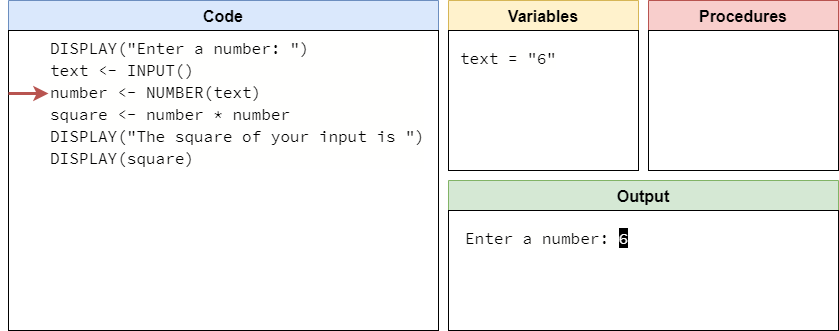 Code
DISPLAY("Enter a number: ")
text <- INPUT()
number <- NUMBER(text)
square <- number * number
DISPLAY("The square of your input is ")
DISPLAY(square)
Variables
text = "6"
Procedures
Output
Enter a number: 6